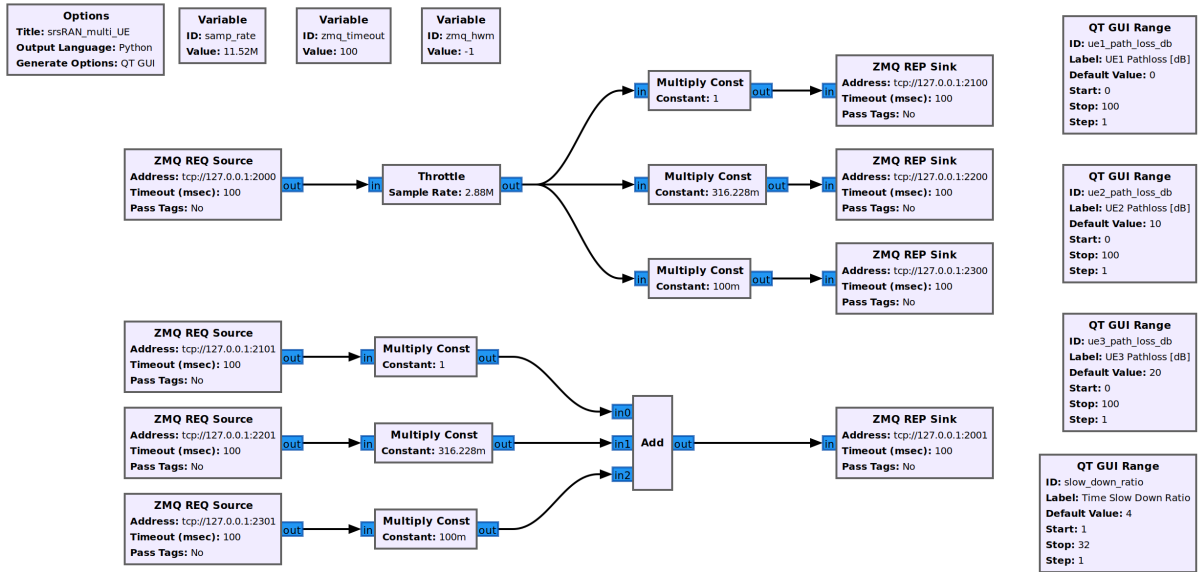 Options
Title: srsRAN_multi_UE
Output Language: Python
Generate Options: QT GUI
Variable
ID: samp_rate
Value: 11.52M
Variable
ID: zmq_timeout
Value: 100
Variable
ID: zmq_hwm
Value: -1
QT GUI Range
ID: ue1_path_loss_db
Label: UE1 Pathloss [dB]
Default Value: 0
Start: 0
Stop: 100
Step: 1
ZMQ REQ Source
Address: tcp://127.0.0.1:2000
Timeout (msec): 100
Pass Tags: No
out
in
Throttle
Sample Rate: 2.88M
out
in
Multiply Const
Constant: 1
out
in
ZMQ REP Sink
Address: tcp://127.0.0.1:2100
Timeout (msec): 100
Pass Tags: No
in
Multiply Const
Constant: 316.228m
out
in
ZMQ REP Sink
Address: tcp://127.0.0.1:2200
Timeout (msec): 100
Pass Tags: No
in
Multiply Const
Constant: 100m
out
in
ZMQ REP Sink
Address: tcp://127.0.0.1:2300
Timeout (msec): 100
Pass Tags: No
QT GUI Range
ID: ue2_path_loss_db
Label: UE2 Pathloss [dB]
Default Value: 10
Start: 0
Stop: 100
Step: 1
ZMQ REQ Source
Address: tcp://127.0.0.1:2101
Timeout (msec): 100
Pass Tags: No
out
in
Multiply Const
Constant: 1
out
ZMQ REQ Source
Address: tcp://127.0.0.1:2201
Timeout (msec): 100
Pass Tags: No
out
in
Multiply Const
Constant: 316.228m
out
ZMQ REQ Source
Address: tcp://127.0.0.1:2301
Timeout (msec): 100
Pass Tags: No
out
in
Multiply Const
Constant: 100m
out
in0
in1
in2
Add
out
in
ZMQ REP Sink
Address: tcp://127.0.0.1:2001
Timeout (msec): 100
Pass Tags: No
QT GUI Range
ID: ue3_path_loss_db
Label: UE3 Pathloss [dB]
Default Value: 20
Start: 0
Stop: 100
Step: 1
QT GUI Range
ID: slow_down_ratio
Label: Time Slow Down Ratio
Default Value: 4
Start: 1
Stop: 32
Step: 1